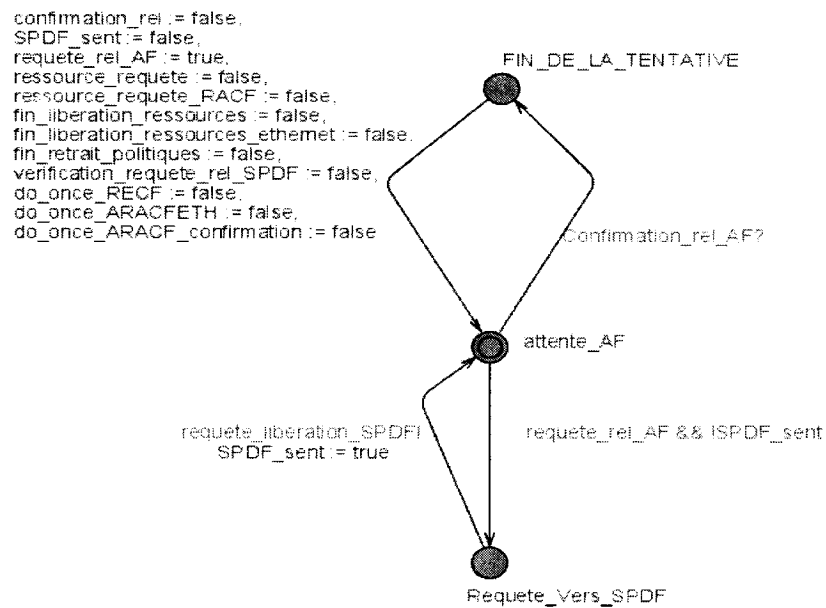 confirmation_rel := false,
SPDF_sent := false,
requete_rel_AF := true,
ressource_requete := false,
ressource_requete_RACF := false,
fin_liberation_ressources := false,
fin_liberation_ressources_ethernet := false,
fin_retrait_politiques := false,
verification_requete_rel_SPDF := false,
do_once_RECF := false,
do_once_ARACFETH := false,
do_once_ARACF_confirmation := false
FIN_DE_LA_TENTATIVE
Confirmation_rel_AF?
attente_AF
requete_liberation_SPDF!
SPDF_sent := true
requete_rel_AF && !SPDF_sent
Requete_Vers_SPDF